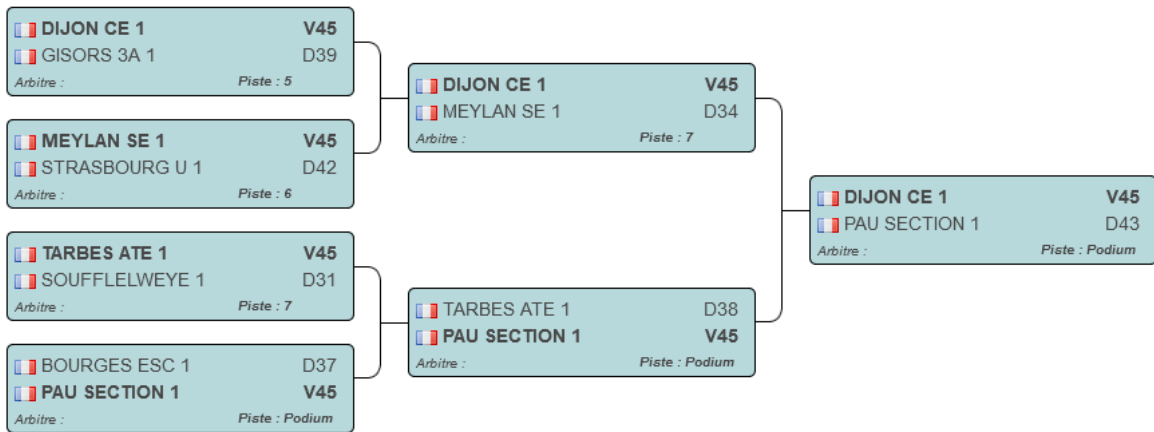 DIJON CE 1 V45
GISORS 3A 1 D39
Arbitre : Piste : 5
MEYLAN SE 1 V45
STRASBOURG U 1 D42
Arbitre : Piste : 6
TARBES ATE 1 V45
SOUFFLELWEYE 1 D31
Arbitre : Piste : 7
BOURGES ESC 1 D37
PAU SECTION 1 V45
Arbitre : Piste : Podium
DIJON CE 1 V45
MEYLAN SE 1 D34
Arbitre : Piste : 7
TARBES ATE 1 D38
PAU SECTION 1 V45
Arbitre : Piste : Podium
DIJON CE 1 V45
PAU SECTION 1 D43
Arbitre : Piste : Podium